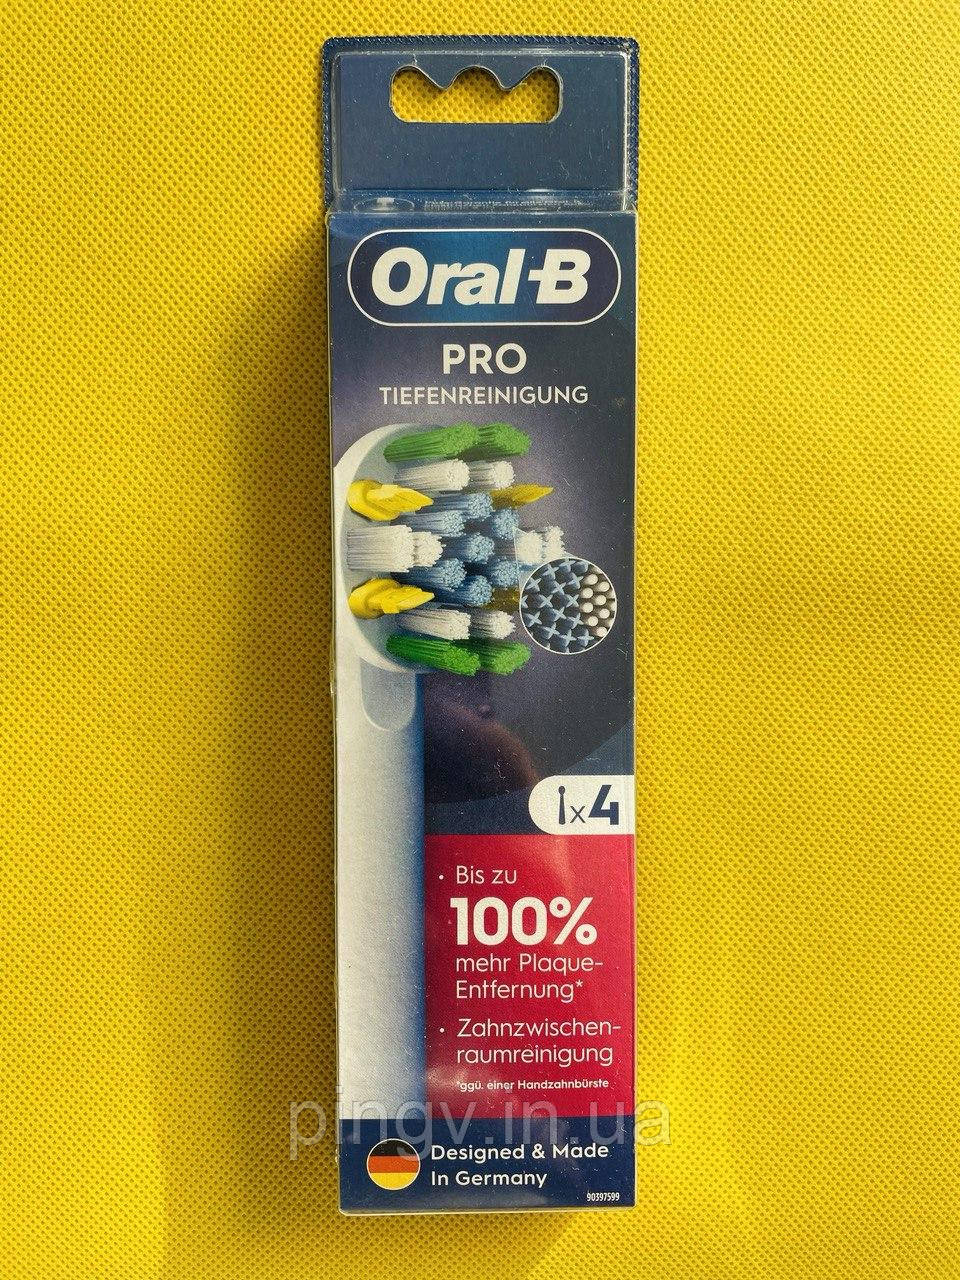 Oral-B
PRO
TIEFENREINIGUNG
x4
• Bis zu
100%
mehr Plaque-
Entfernung*
• Zahnzwischen-
raumreinigung
*ggü. einer Handzahnbürste
pingv.in.ua
Designed & Made
In Germany
90397599